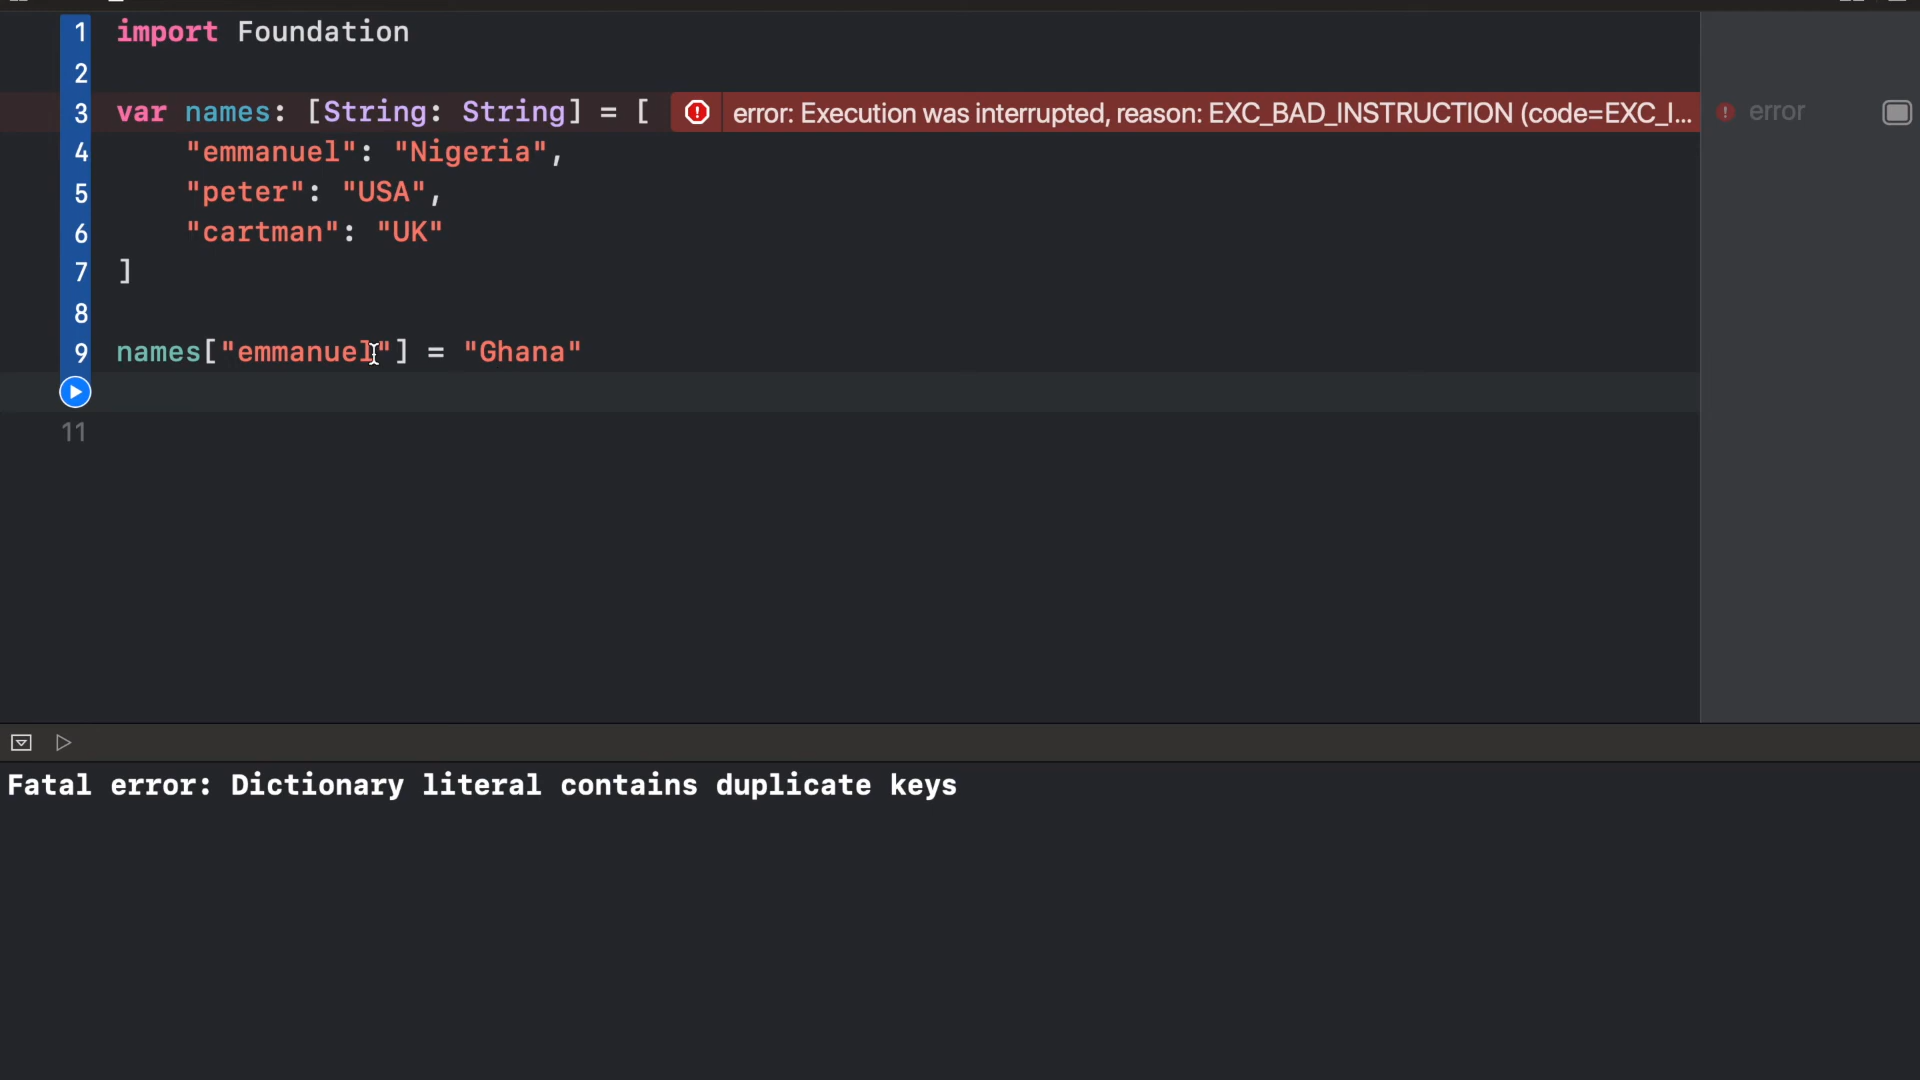 1 import Foundation
2
3 var names: [String: String] = [ error: Execution was interrupted, reason: EXC_BAD_INSTRUCTION (code=EXC_I... error
4 "emmanuel": "Nigeria",
5 "peter": "USA",
6 "cartman": "UK"
7 ]
8
9 names["emmanuel"] = "Ghana"
11
Fatal error: Dictionary literal contains duplicate keys